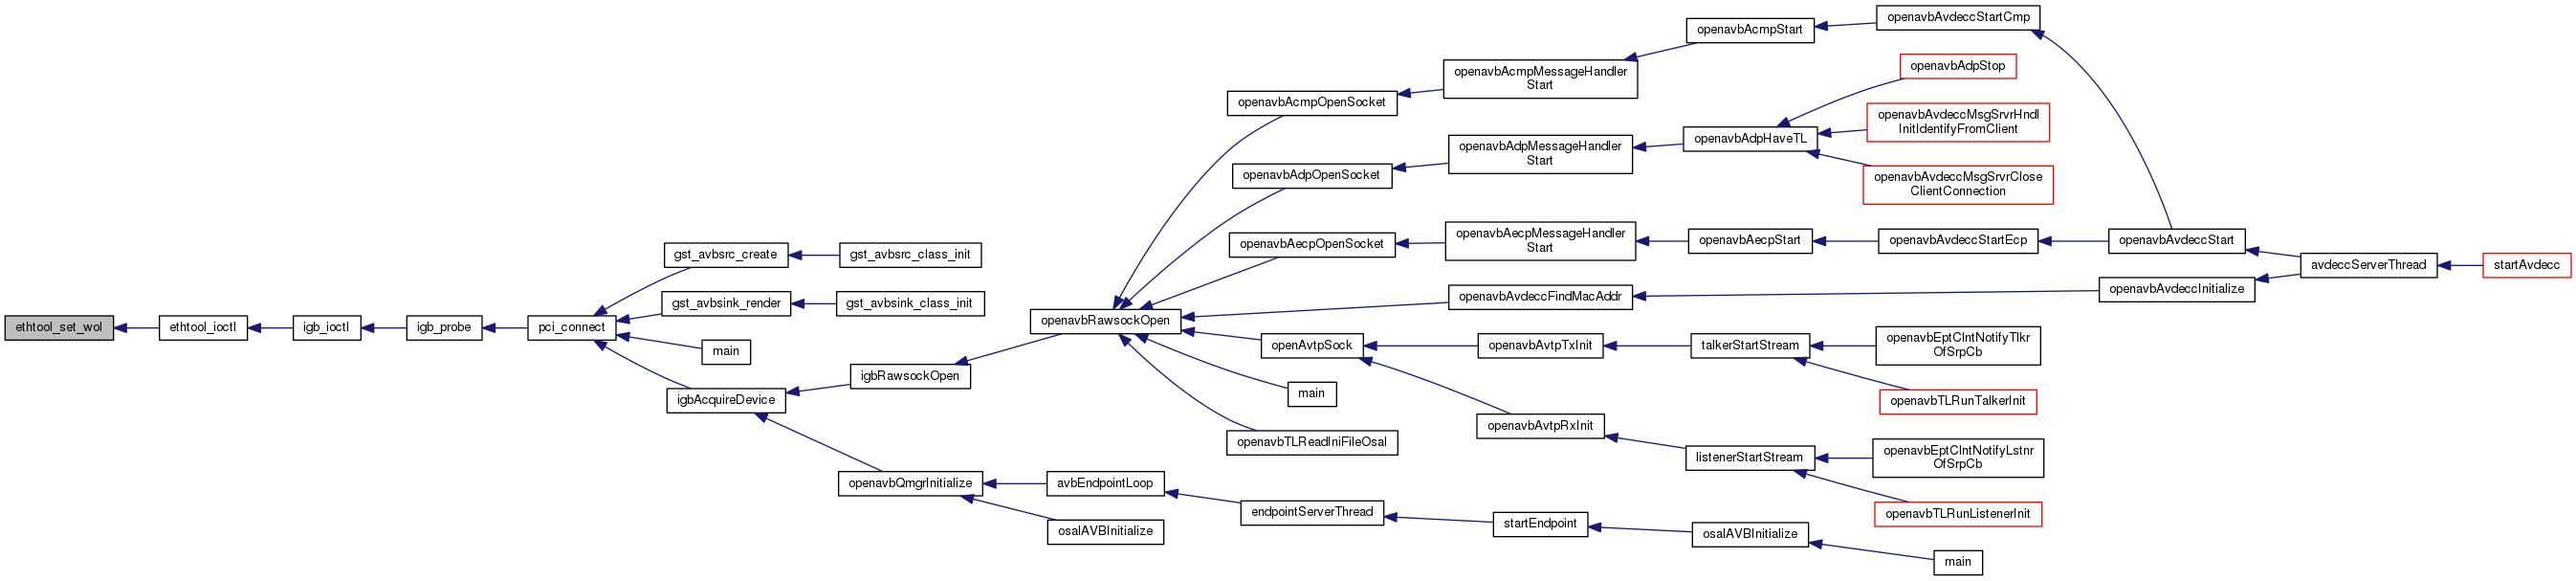 ethtool_set_wol
ethtool_ioctl
igb_ioctl
igb_probe
pci_connect
gst_avbsrc_create
gst_avbsrc_class_init
gst_avbsink_render
gst_avbsink_class_init
main
igbAcquireDevice
igbRawsockOpen
openavbRawsockOpen
openavbAcmpOpenSocket
openavbAcmpMessageHandler
Start
openavbAcmpStart
openavbAvdeccStartCmp
openavbAdpOpenSocket
openavbAdpMessageHandler
Start
openavbAdpHaveTL
openavbAdpStop
openavbAvdeccMsgSrvrHndl
InitIdentifyFromClient
openavbAvdeccMsgSrvrClose
ClientConnection
openavbAecpOpenSocket
openavbAecpMessageHandler
Start
openavbAecpStart
openavbAvdeccStartEcp
openavbAvdeccStart
avdeccServerThread
startAvdecc
openavbAvdeccFindMacAddr
openavbAvdeccInitialize
openAvtpSock
openavbAvtpTxInit
talkerStartStream
openavbEptClntNotifyTlkr
OfSrpCb
openavbTLRunTalkerInit
main
openavbAvtpRxInit
listenerStartStream
openavbEptClntNotifyLstnr
OfSrpCb
openavbTLRunListenerInit
openavbTLReadIniFileOsal
openavbQmgrInitialize
avbEndpointLoop
endpointServerThread
startEndpoint
osalAVBInitialize
main
osalAVBInitialize